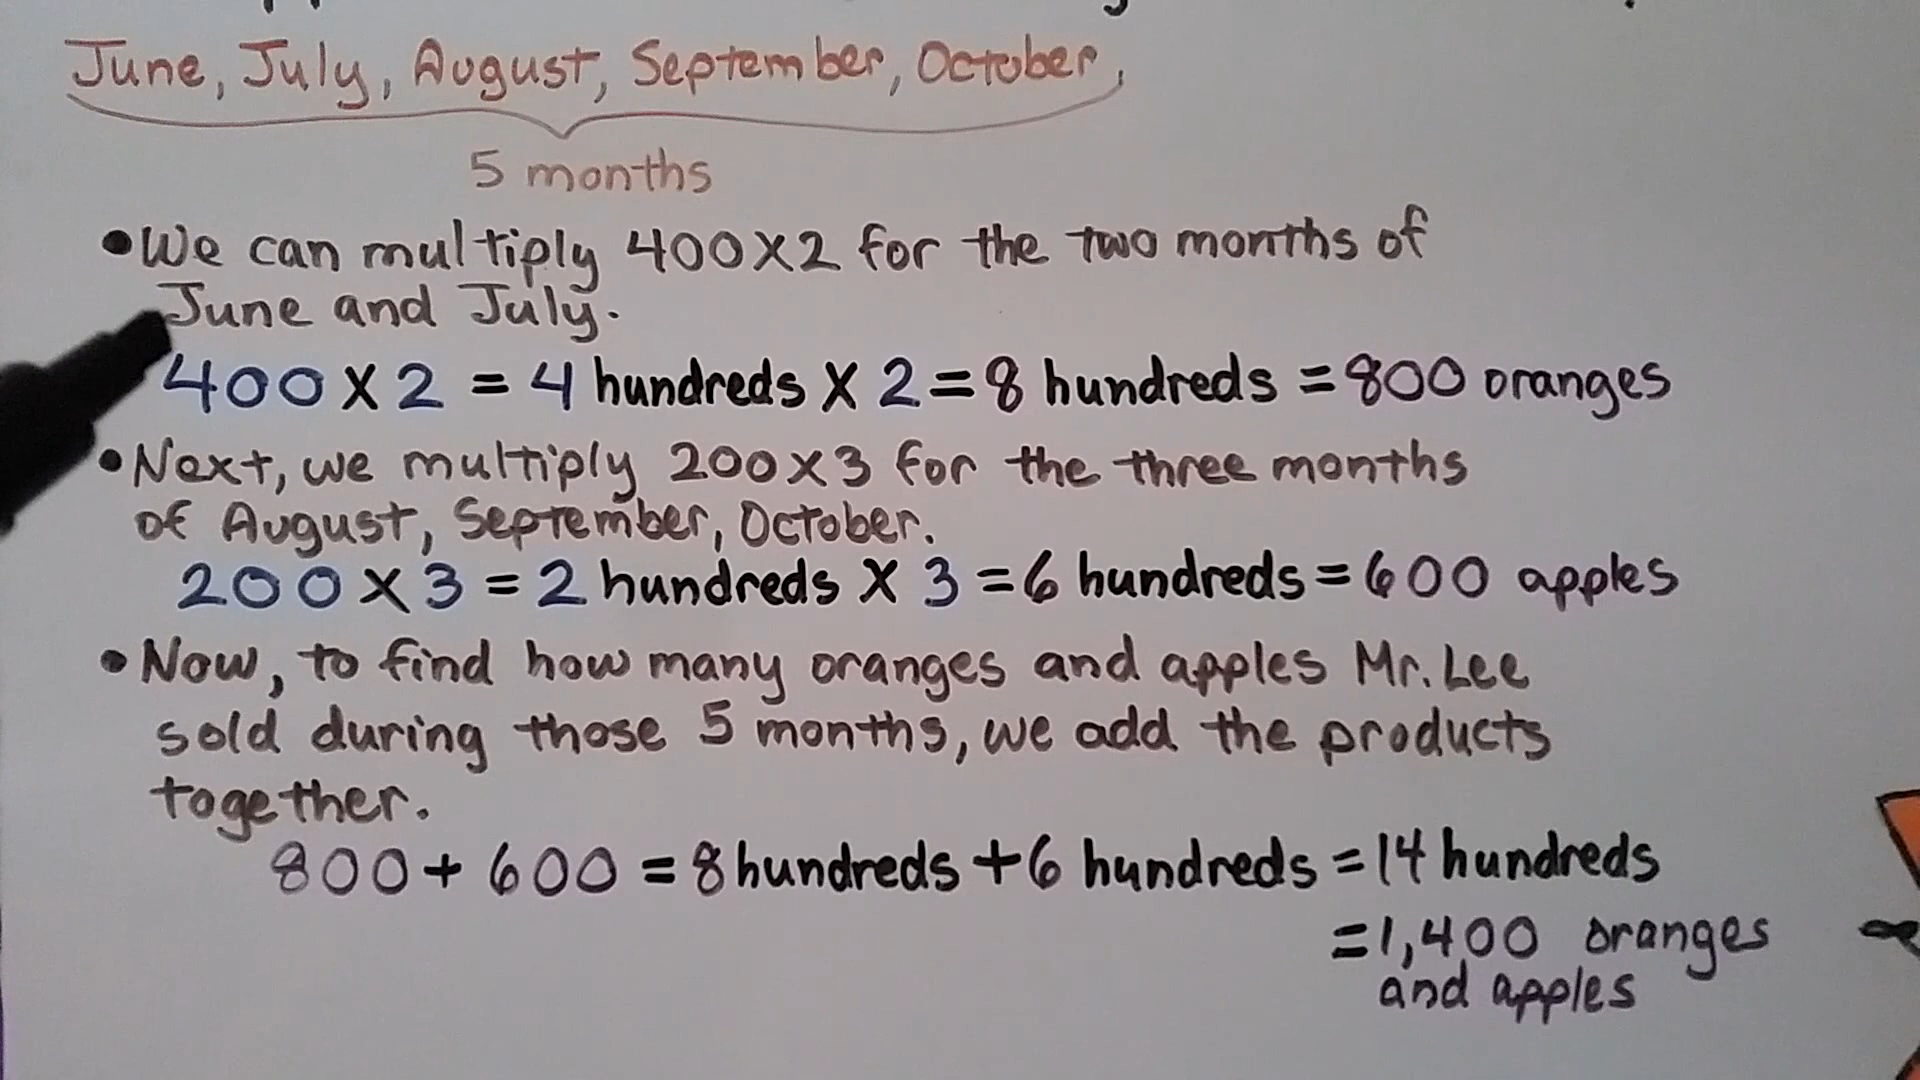 June, July, August, September, October,
5 months
•We can multiply 400x2 for the two months of
June and July.
400 x 2 = 4 hundreds x 2 = 8 hundreds = 800 oranges
•Next, we multiply 200x3 for the three months
of August, September, October.
200 x 3 = 2 hundreds x 3 = 6 hundreds = 600 apples
•Now, to find how many oranges and apples Mr. Lee
sold during those 5 months, we add the products
together.
800 + 600 = 8 hundreds + 6 hundreds = 14 hundreds
= 1,400 oranges
and apples